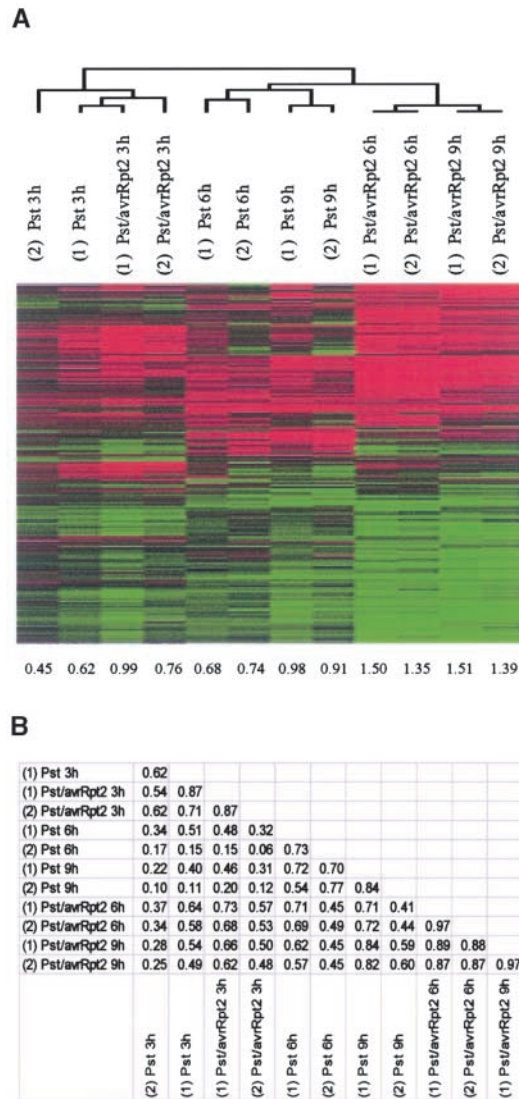 A
(2) Pst 3h
(1) Pst 3h
(1) Pst/avrRpt2 3h
(2) Pst/avrRpt2 3h
(1) Pst 6h
(2) Pst 6h
(1) Pst 9h
(2) Pst 9h
(1) Pst/avrRpt2 6h
(2) Pst/avrRpt2 6h
(1) Pst/avrRpt2 9h
(2) Pst/avrRpt2 9h
0.45 0.62 0.99 0.76 0.68 0.74 0.98 0.91 1.50 1.35 1.51 1.39
B
(1) Pst 3h 0.62
(1) Pst/avrRpt2 3h 0.54 0.87
(2) Pst/avrRpt2 3h 0.62 0.71 0.87
(1) Pst 6h 0.34 0.51 0.48 0.32
(2) Pst 6h 0.17 0.15 0.15 0.06 0.73
(1) Pst 9h 0.22 0.40 0.46 0.31 0.72 0.70
(2) Pst 9h 0.10 0.11 0.20 0.12 0.54 0.77 0.84
(1) Pst/avrRpt2 6h 0.37 0.64 0.73 0.57 0.71 0.45 0.71 0.41
(2) Pst/avrRpt2 6h 0.34 0.58 0.68 0.53 0.69 0.49 0.72 0.44 0.97
(1) Pst/avrRpt2 9h 0.28 0.54 0.66 0.50 0.62 0.45 0.84 0.59 0.89 0.88
(2) Pst/avrRpt2 9h 0.25 0.49 0.62 0.48 0.57 0.45 0.82 0.60 0.87 0.87 0.97
(2) Pst 3h
(1) Pst 3h
(1) Pst/avrRpt2 3h
(2) Pst/avrRpt2 3h
(1) Pst 6h
(2) Pst 6h
(1) Pst 9h
(2) Pst 9h
(1) Pst/avrRpt2 6h
(2) Pst/avrRpt2 6h
(1) Pst/avrRpt2 9h